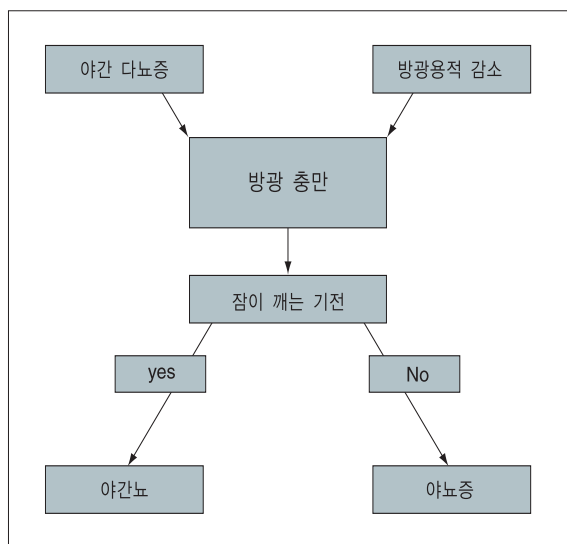 야간 다뇨증
방광용적 감소
방광 충만
잠이 깨는 기전
yes
No
야간뇨
야뇨증